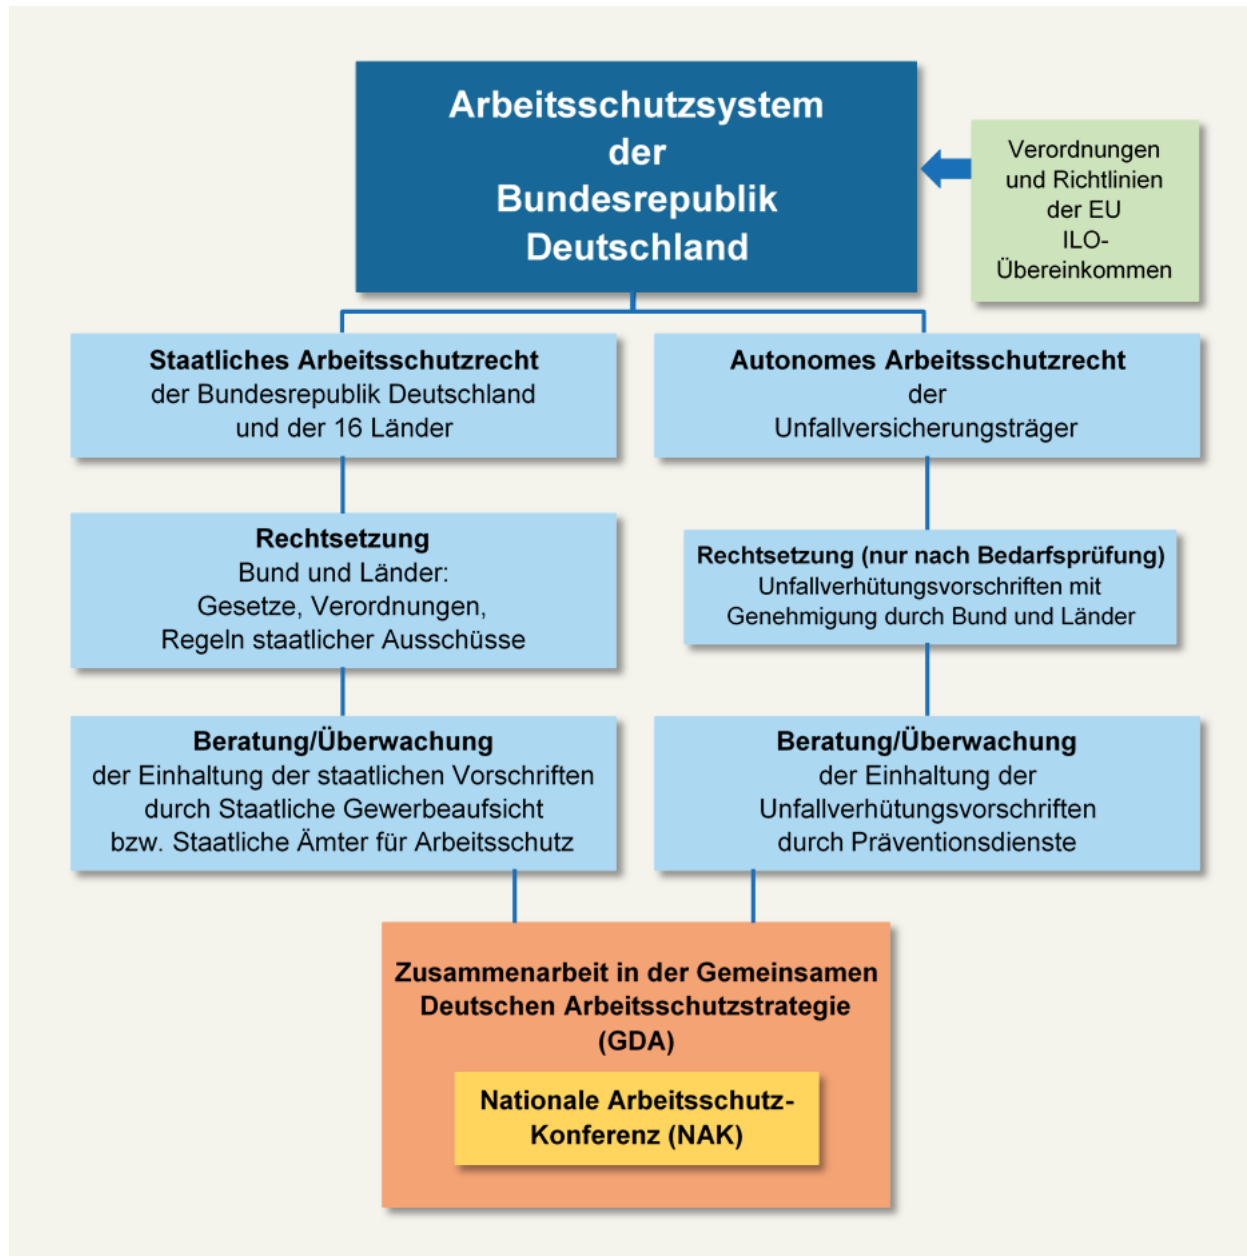 Arbeitsschutzsystem
der
Bundesrepublik
Deutschland
Verordnungen
und Richtlinien
der EU
ILO-
Übereinkommen
Staatliches Arbeitsschutzrecht
der Bundesrepublik Deutschland
und der 16 Länder
Autonomes Arbeitsschutzrecht
der
Unfallversicherungsträger
Rechtsetzung
Bund und Länder:
Gesetze, Verordnungen,
Regeln staatlicher Ausschüsse
Rechtsetzung (nur nach Bedarfsprüfung)
Unfallverhütungsvorschriften mit
Genehmigung durch Bund und Länder
Beratung/Überwachung
der Einhaltung der staatlichen Vorschriften
durch Staatliche Gewerbeaufsicht
bzw. Staatliche Ämter für Arbeitsschutz
Beratung/Überwachung
der Einhaltung der
Unfallverhütungsvorschriften
durch Präventionsdienste
Zusammenarbeit in der Gemeinsamen
Deutschen Arbeitsschutzstrategie
(GDA)
Nationale Arbeitsschutz-
Konferenz (NAK)